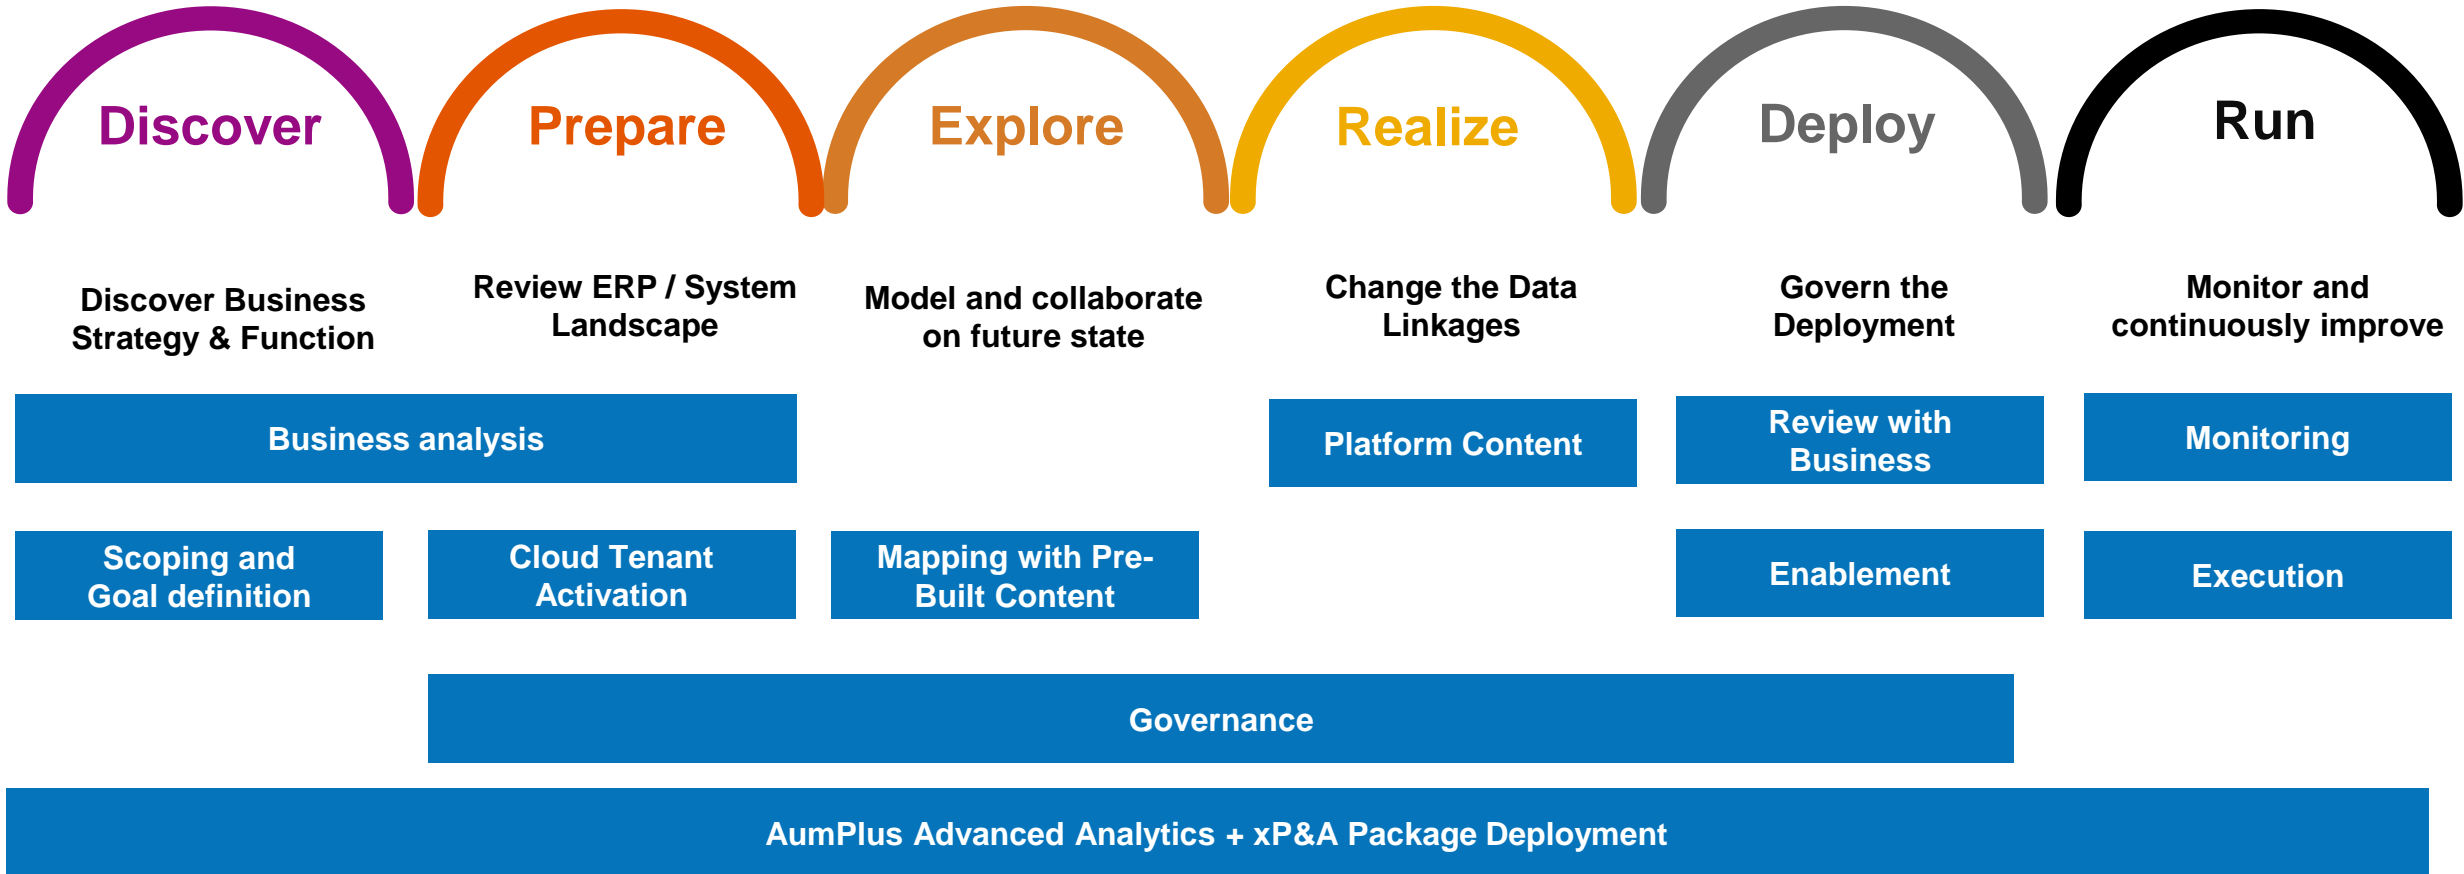 Discover
Prepare
Explore
Realize
Deploy
Run
Discover Business
Strategy & Function
Review ERP / System
Landscape
Model and collaborate
on future state
Change the Data
Linkages
Govern the
Deployment
Monitor and
continuously improve
Business analysis
Platform Content
Review with
Business
Monitoring
Scoping and
Goal definition
Cloud Tenant
Activation
Mapping with Pre-
Built Content
Enablement
Execution
Governance
AumPlus Advanced Analytics + xP&A Package Deployment